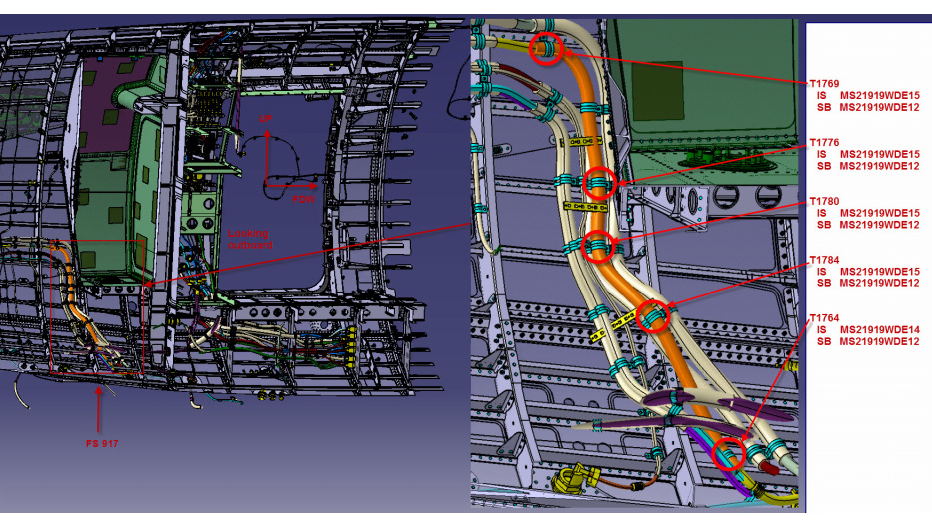 UP
FWD
Looking
outboard
FS 917
T1769
IS MS21919WDE15
SB MS21919WDE12
T1776
IS MS21919WDE15
SB MS21919WDE12
T1780
IS MS21919WDE15
SB MS21919WDE12
T1784
IS MS21919WDE15
SB MS21919WDE12
T1764
IS MS21919WDE14
SB MS21919WDE12